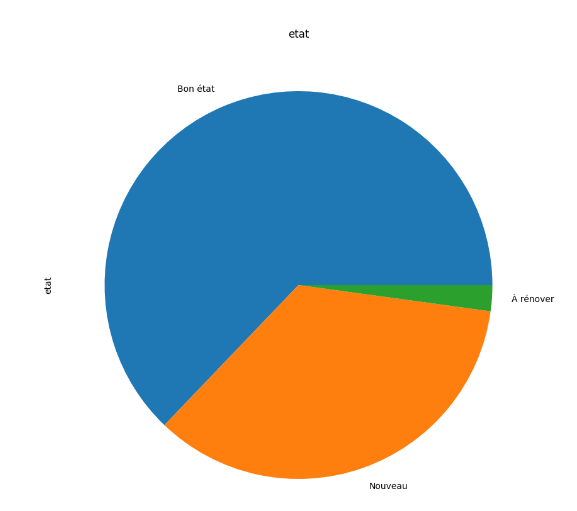 etat
Bon état
etat
À rénover
Nouveau